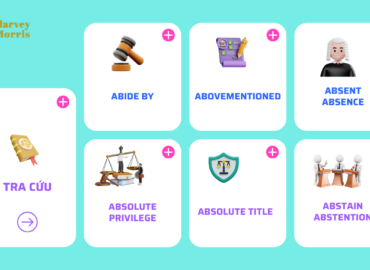 Harvey
Morris
ABIDE BY
ABOVEMENTIONED
ABSENT
ABSENCE
TRA CỨU
ABSOLUTE
PRIVILEGE
ABSOLUTE TITLE
ABSTAIN
ABSTENTION